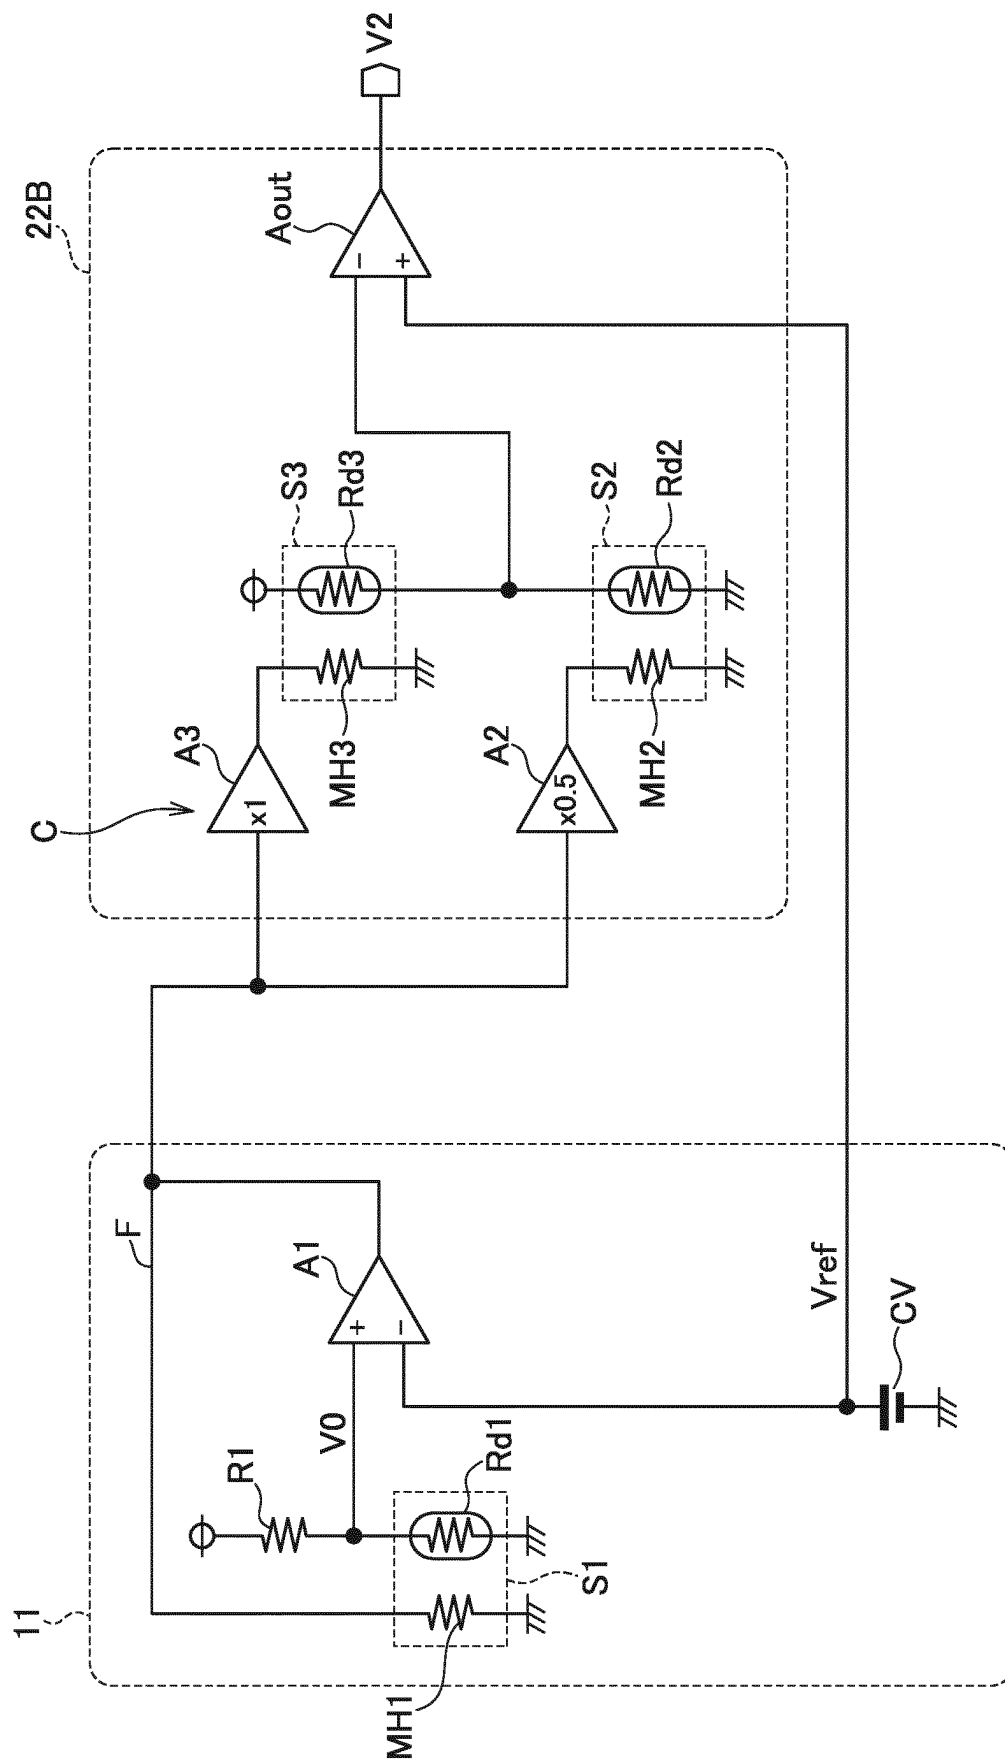 11
MH1
S1
R1
Rd1
V0
F
A1
+
−
Vref
CV
22B
C
A3
x1
MH3
S3
Rd3
A2
x0.5
MH2
S2
Rd2
Aout
−
+
V2